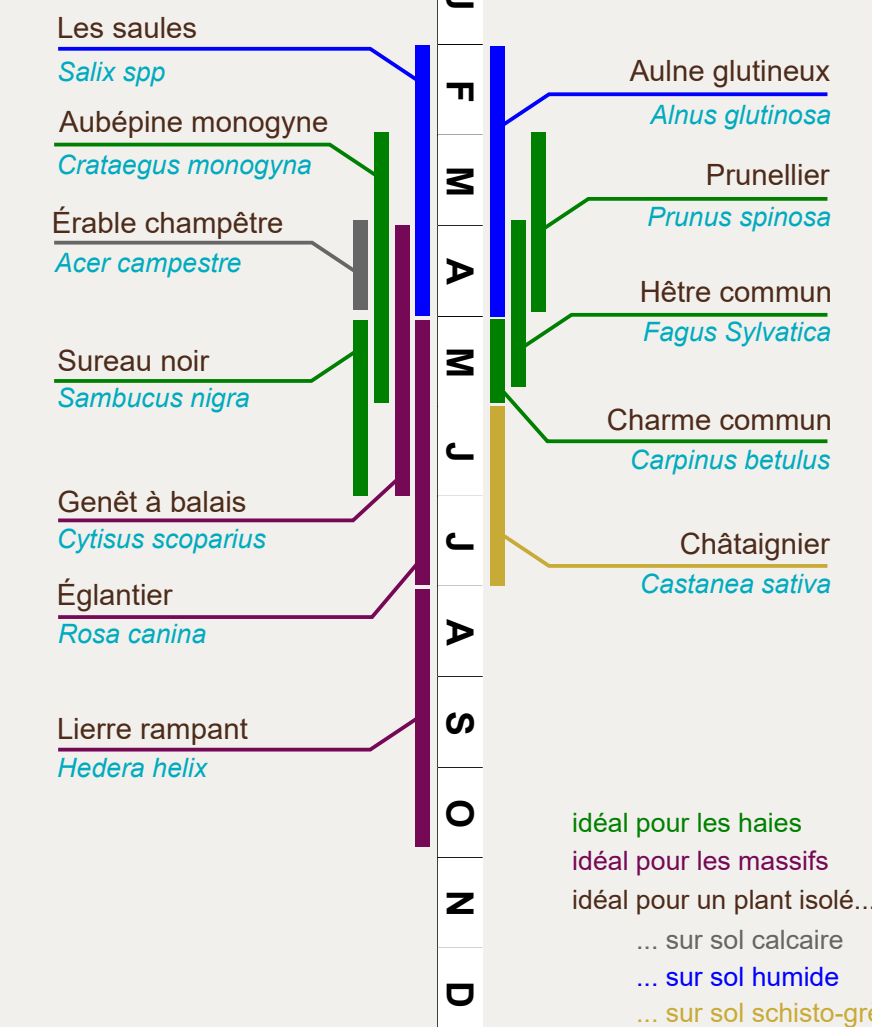 Les saules
Salix spp
Aubépine monogyne
Crataegus monogyna
Érable champêtre
Acer campestre
Sureau noir
Sambucus nigra
Genêt à balais
Cytisus scoparius
Églantier
Rosa canina
Lierre rampant
Hedera helix
J
F
M
A
M
J
J
A
S
O
N
D
Aulne glutineux
Alnus glutinosa
Prunellier
Prunus spinosa
Hêtre commun
Fagus Sylvatica
Charme commun
Carpinus betulus
Châtaignier
Castanea sativa
idéal pour les haies
idéal pour les massifs
idéal pour un plant isolé...
... sur sol calcaire
... sur sol humide
... sur sol